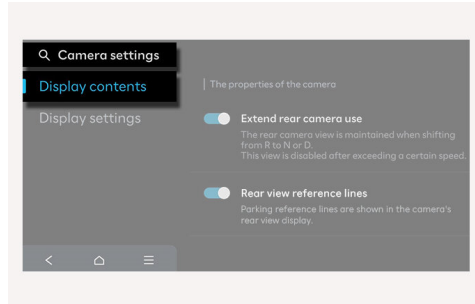 Camera settings
Display contents
Display settings
The properties of the camera
Extend rear camera use
The rear camera view is maintained when shifting
from R to N or D.
This view is disabled after exceeding a certain speed.
Rear view reference lines
Parking reference lines are shown in the camera's
rear view display.